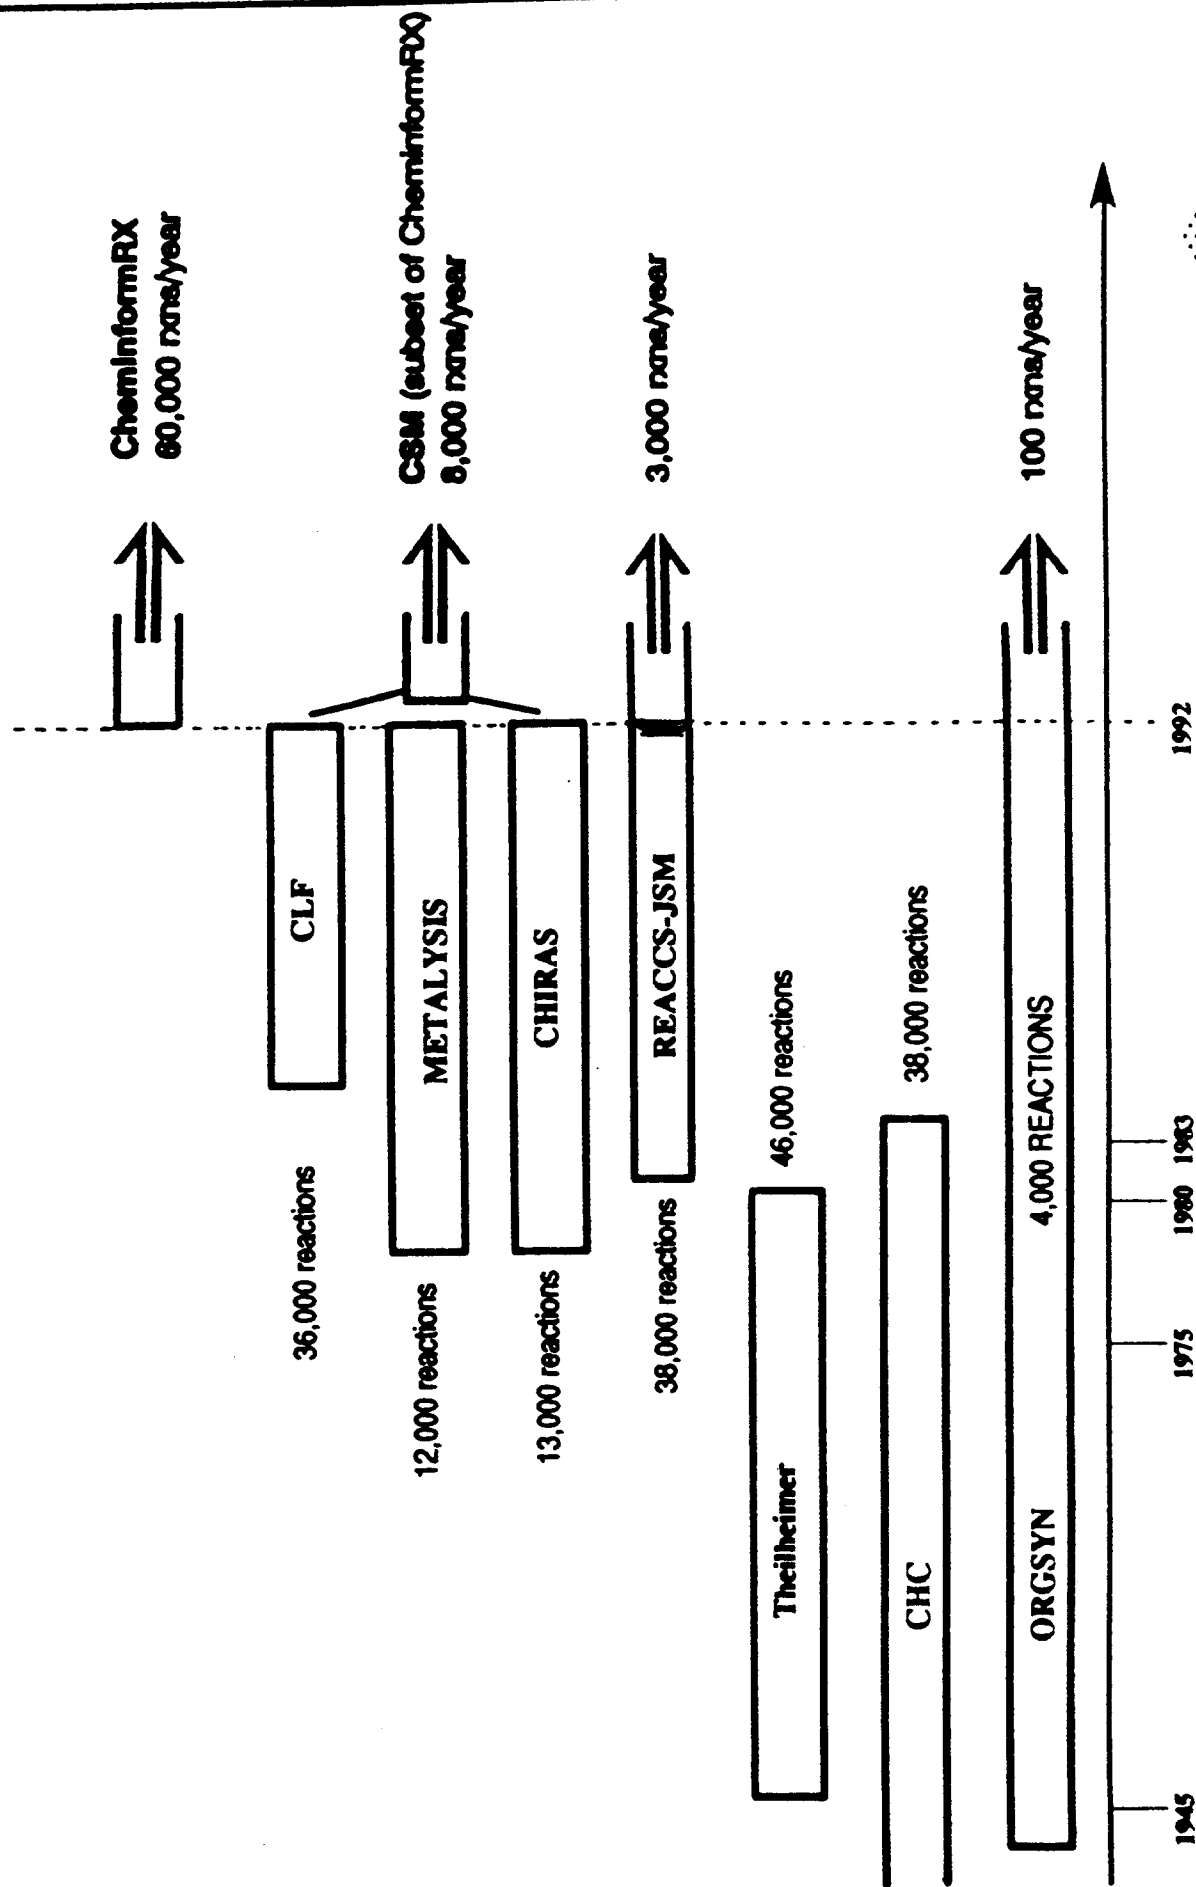 CheminformRX
60,000 rxns/year
CSM (subset of CheminformRX)
8,000 rxns/year
36,000 reactions
CLF
12,000 reactions
METALYSIS
13,000 reactions
CHIRAS
38,000 reactions
REACCS-JSM
3,000 rxns/year
Theilheimer
46,000 reactions
CHC
38,000 reactions
ORGSYN
4,000 REACTIONS
100 rxns/year
1945
1975
1980
1983
1992